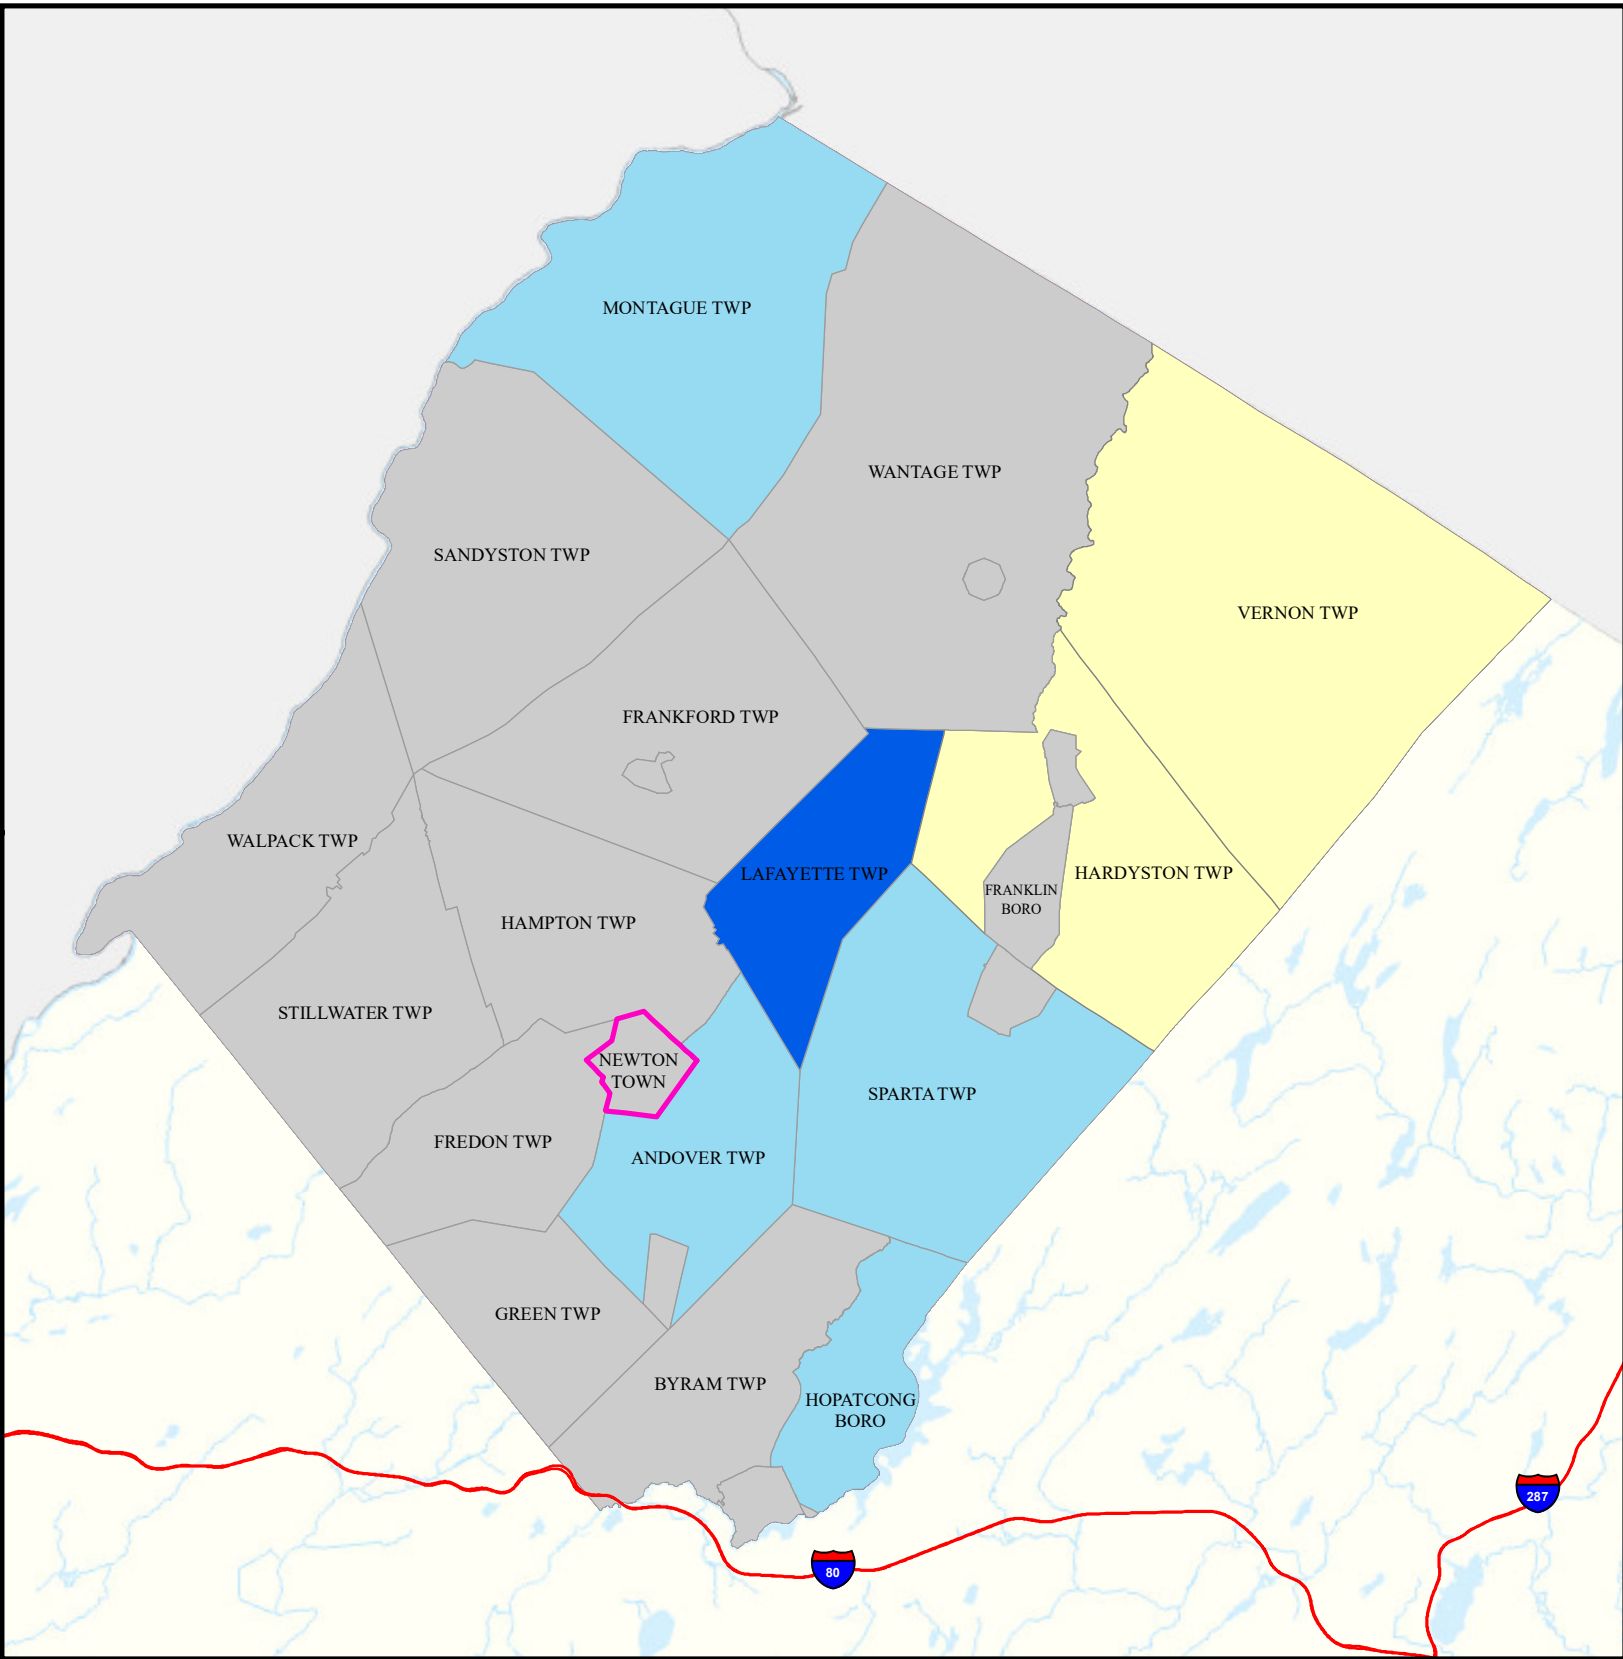 MONTAGUE TWP
WANTAGE TWP
SANDYSTON TWP
VERNON TWP
FRANKFORD TWP
WALPACK TWP
LAFAYETTE TWP
HARDYSTON TWP
FRANKLIN
BORO
HAMPTON TWP
STILLWATER TWP
NEWTON
TOWN
SPARTA TWP
FREDON TWP
ANDOVER TWP
GREEN TWP
BYRAM TWP
HOPATCONG
BORO
287
80